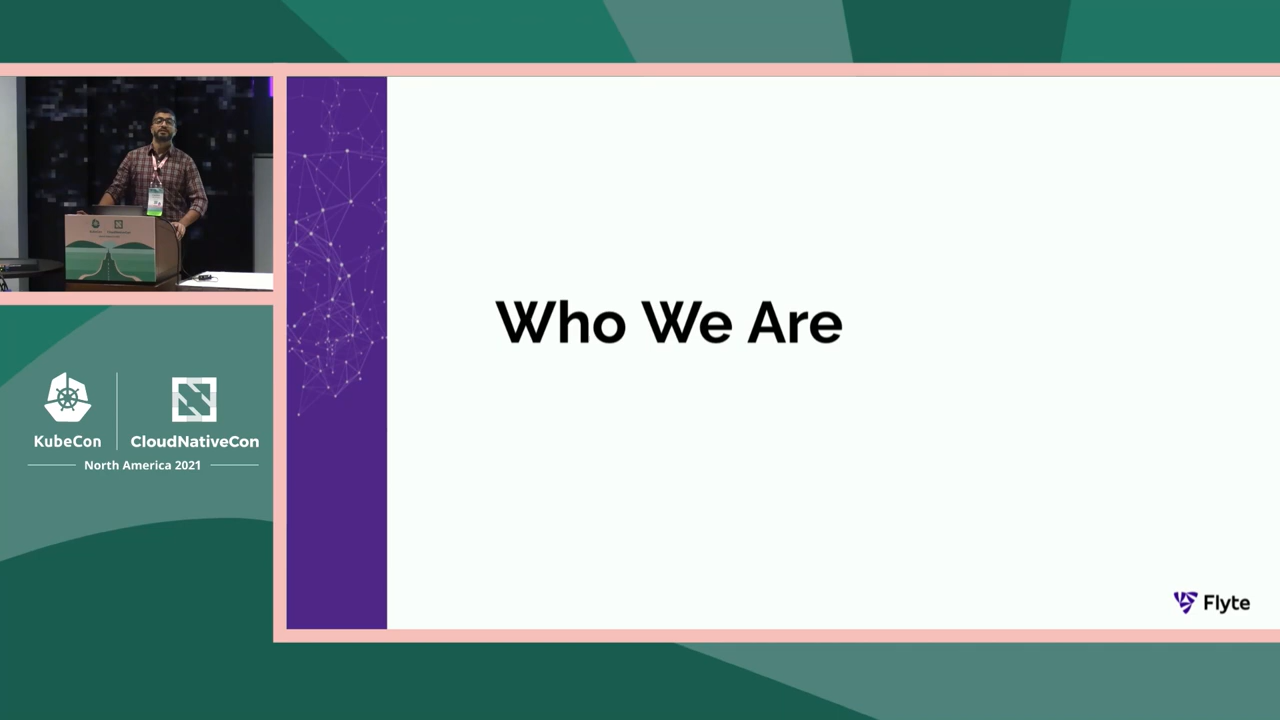 Who We Are
Flyte
KubeCon
CloudNativeCon
North America 2021